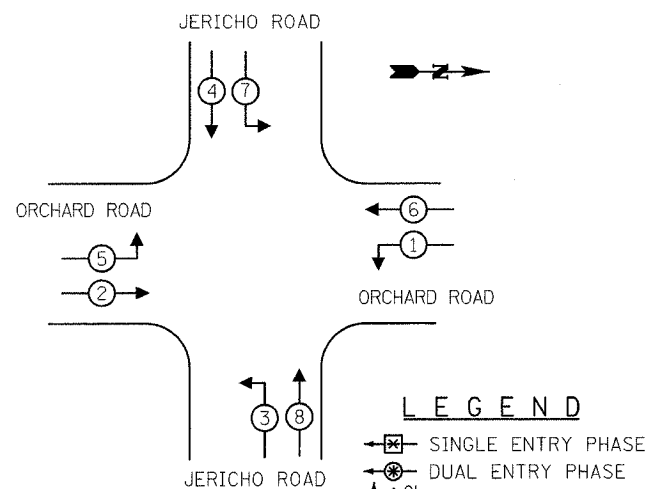 JERICHO ROAD
N
4 7
ORCHARD ROAD
6
5
1
2
ORCHARD ROAD
3 8
LEGEND
* SINGLE ENTRY PHASE
* DUAL ENTRY PHASE
JERICHO ROAD